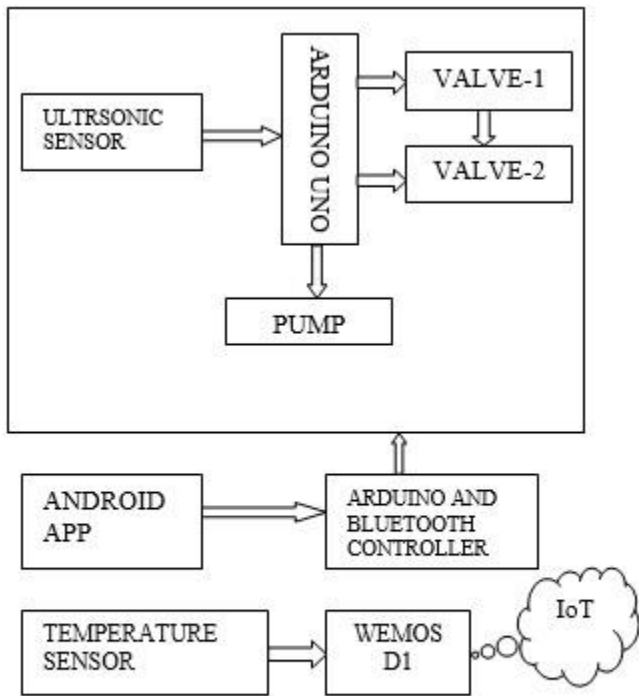 ULTRSONIC
SENSOR
ARDUINO UNO
VALVE-1
VALVE-2
PUMP
ANDROID
APP
ARDUINO AND
BLUETOOTH
CONTROLLER
TEMPERATURE
SENSOR
WEMOS
D1
IoT